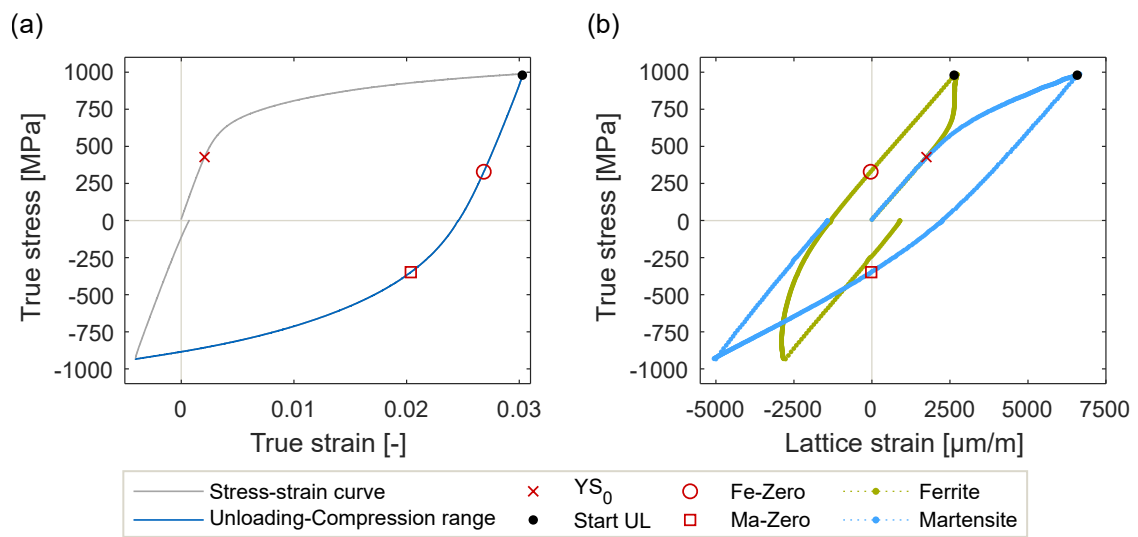 (a)
(b)
True stress [MPa]
1000
750
500
250
0
-250
-500
-750
-1000
0
0.01
0.02
0.03
True strain [-]
True stress [MPa]
1000
750
500
250
0
-250
-500
-750
-1000
-5000
-2500
0
2500
5000
7500
Lattice strain [µm/m]
Stress-strain curve
Unloading-Compression range
YS0
Start UL
Fe-Zero
Ma-Zero
Ferrite
Martensite